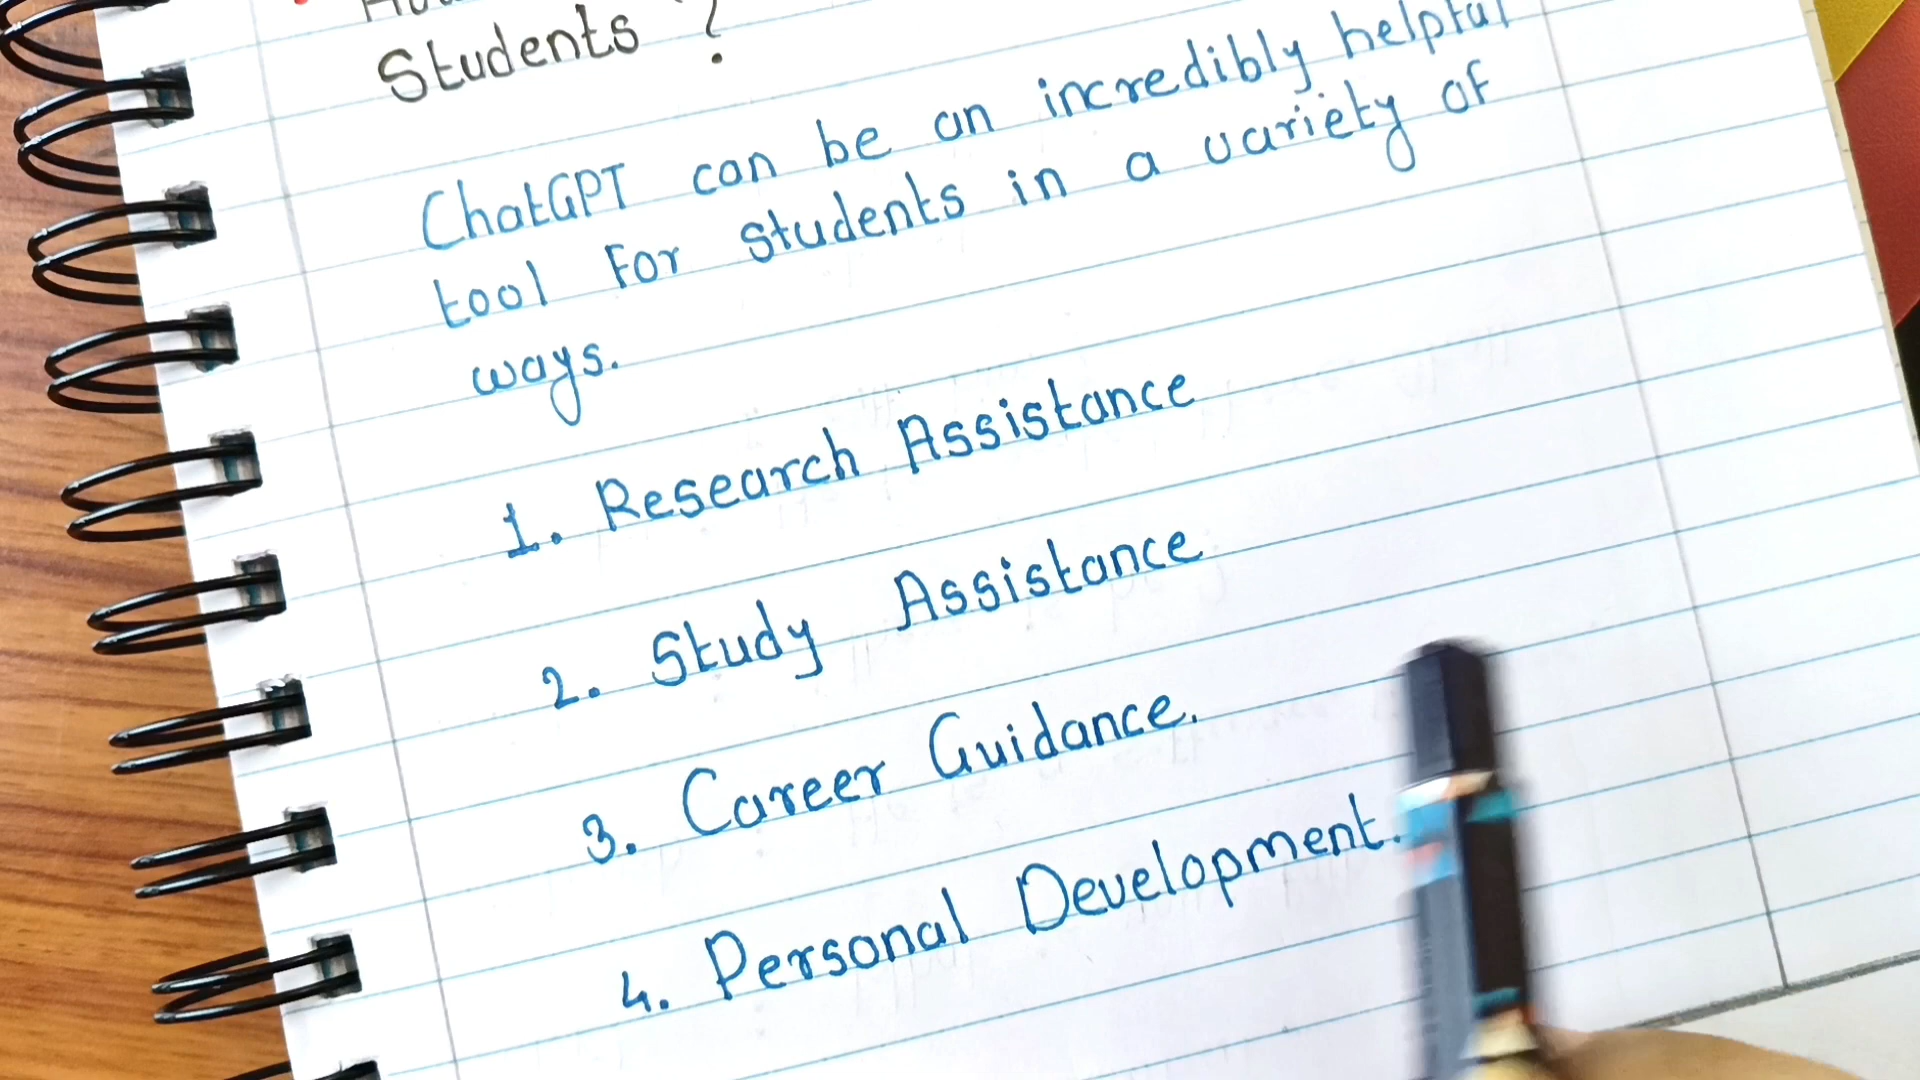 Students ?
ChatGPT can be an incredibly helpful
tool For students in a variety of
ways.
1. Research Assistance
2. Study Assistance
3. Career Guidance.
4. Personal Development.